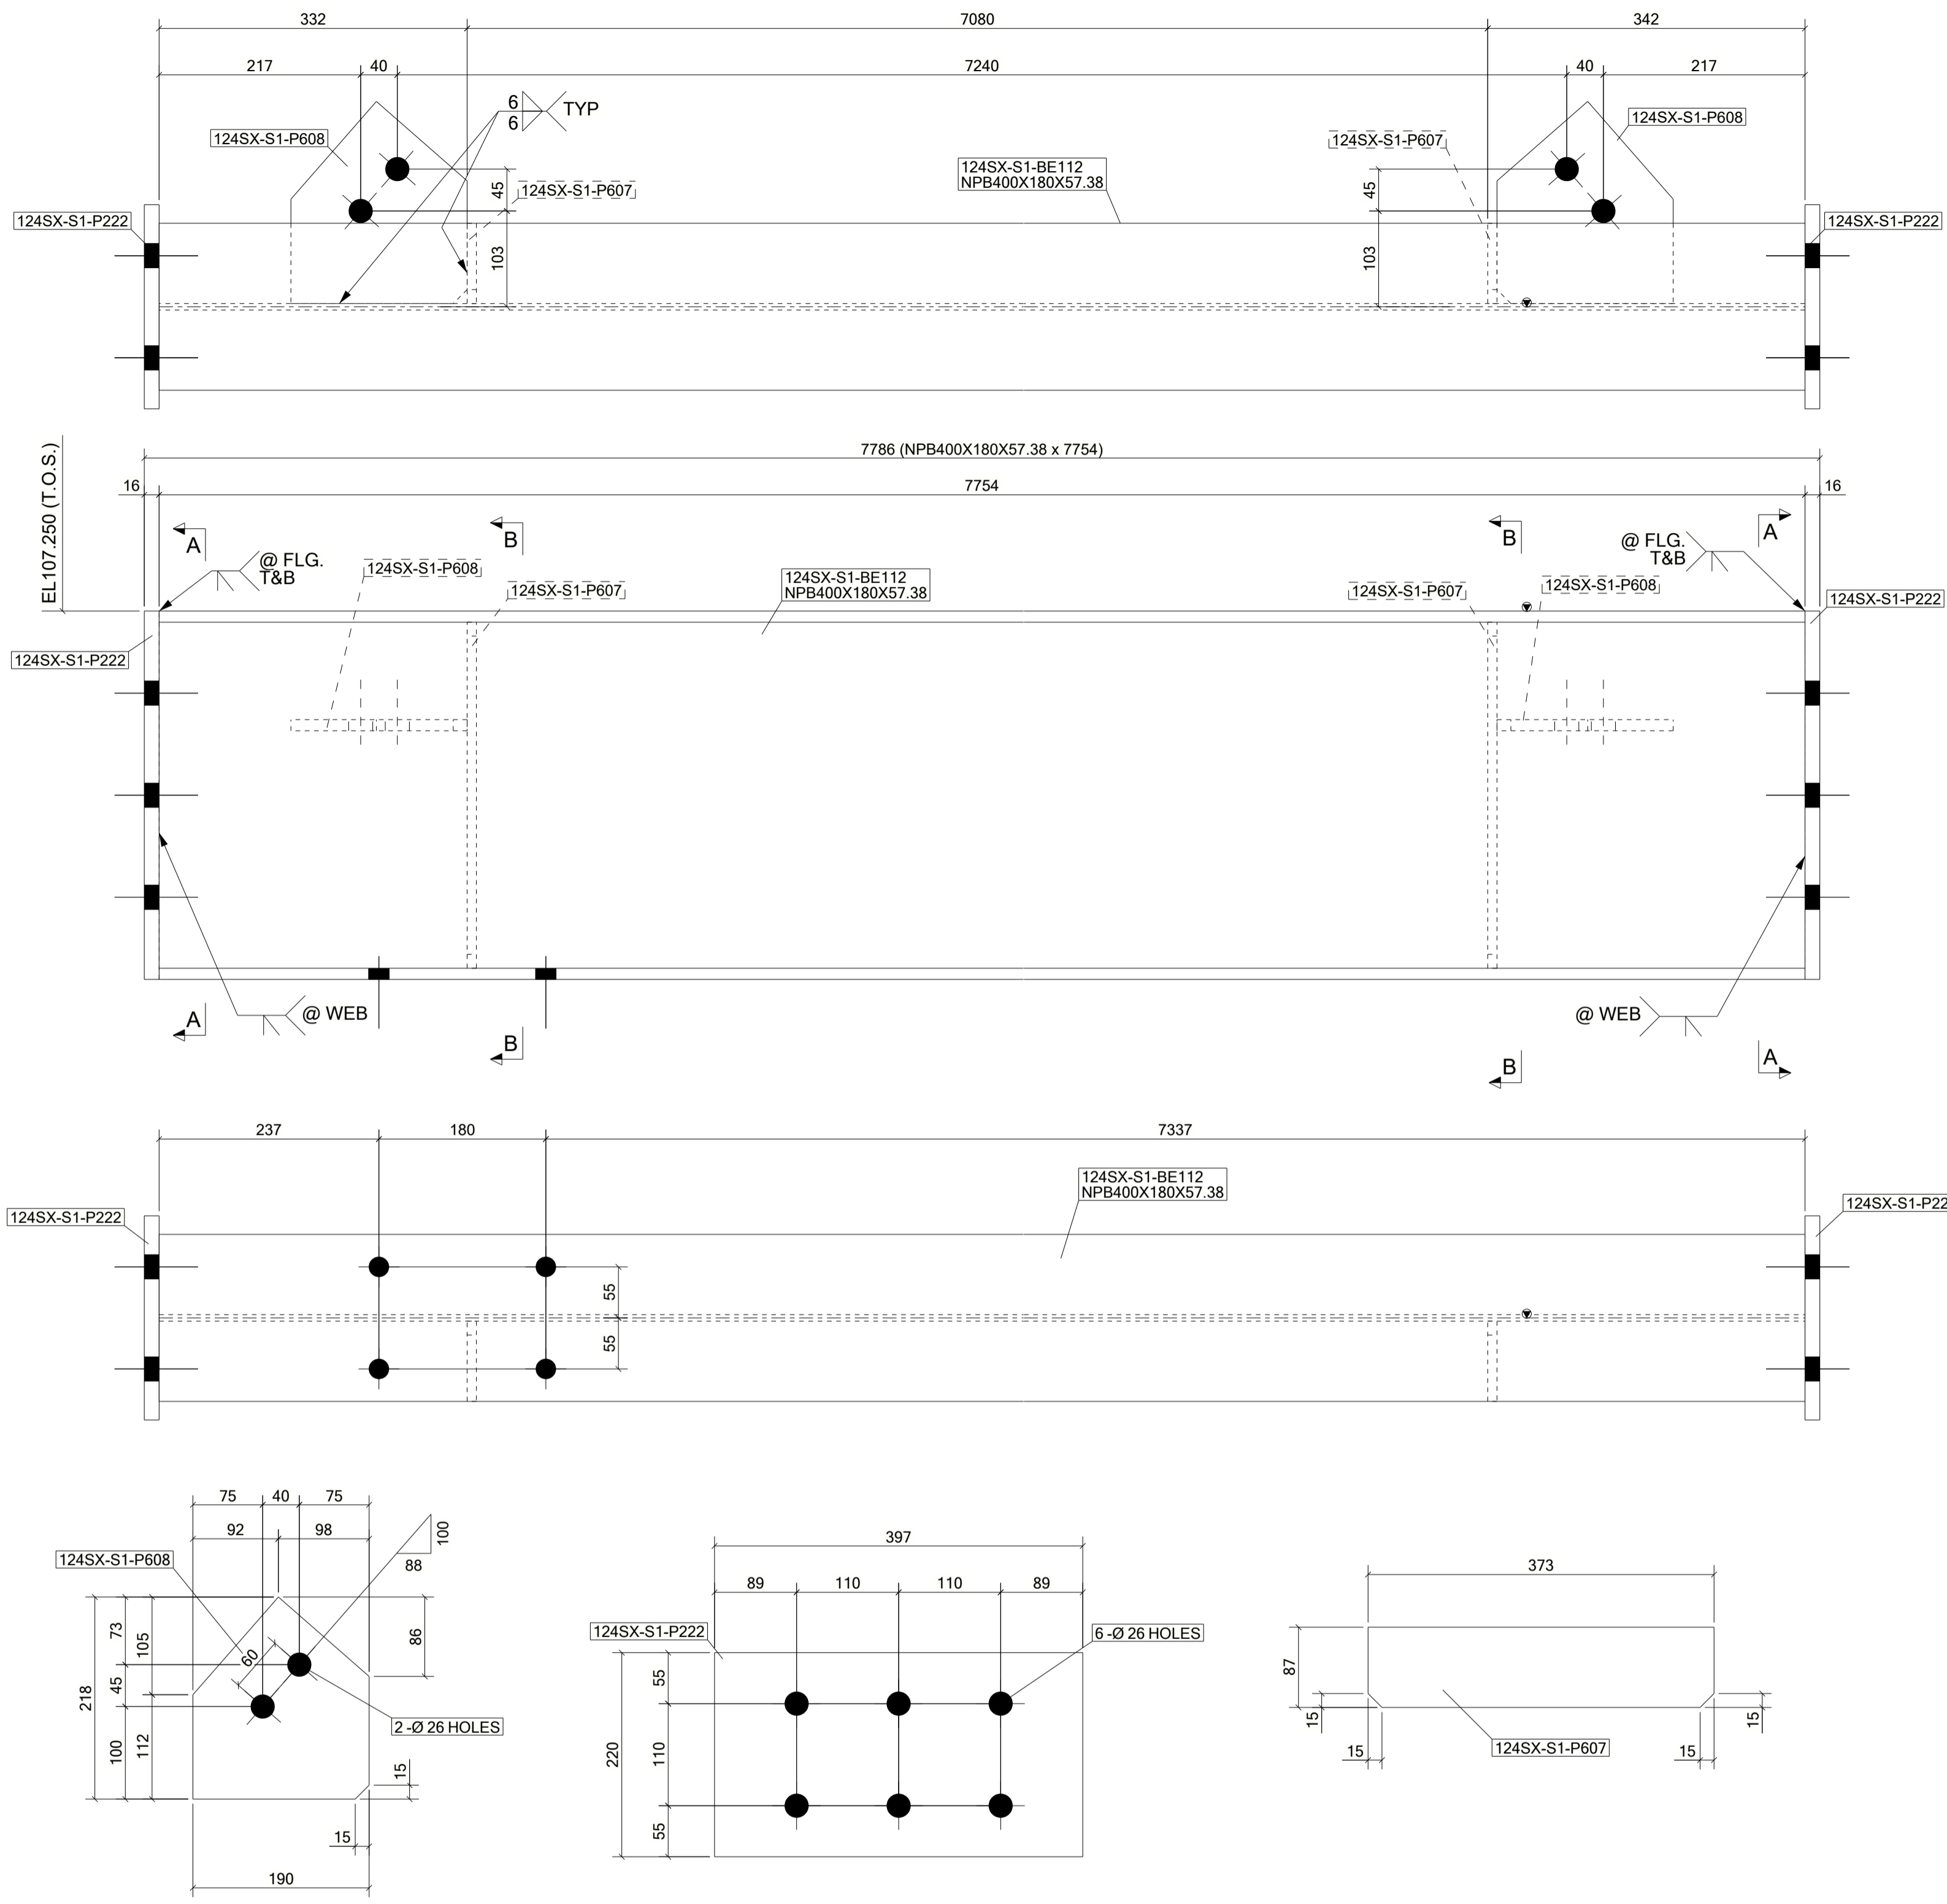 332
7080
342
217
40
7240
40
217
6
6
TYP
124SX-S1-P608
124SX-S1-P608
124SX-S1-P607
124SX-S1-BE112
NPB400X180X57.38
45
124SX-S1-P607
45
124SX-S1-P222
124SX-S1-P222
103
103
7786 (NPB400X180X57.38 x 7754)
EL107.250 (T.O.S.)
16
7754
16
A
B
B
A
@ FLG.
T&B
@ FLG.
T&B
124SX-S1-P608
124SX-S1-P607
124SX-S1-BE112
NPB400X180X57.38
124SX-S1-P607
124SX-S1-P608
124SX-S1-P222
124SX-S1-P222
@ WEB
@ WEB
A
B
B
A
237
180
7337
124SX-S1-BE112
NPB400X180X57.38
124SX-S1-P222
124SX-S1-P22
55
55
75
40
75
92
98
100
88
124SX-S1-P608
73
105
86
60
45
218
100
112
2 -Ø 26 HOLES
15
15
190
397
89
110
110
89
124SX-S1-P222
6 -Ø 26 HOLES
55
220
110
55
373
87
15
15
15
15
124SX-S1-P607